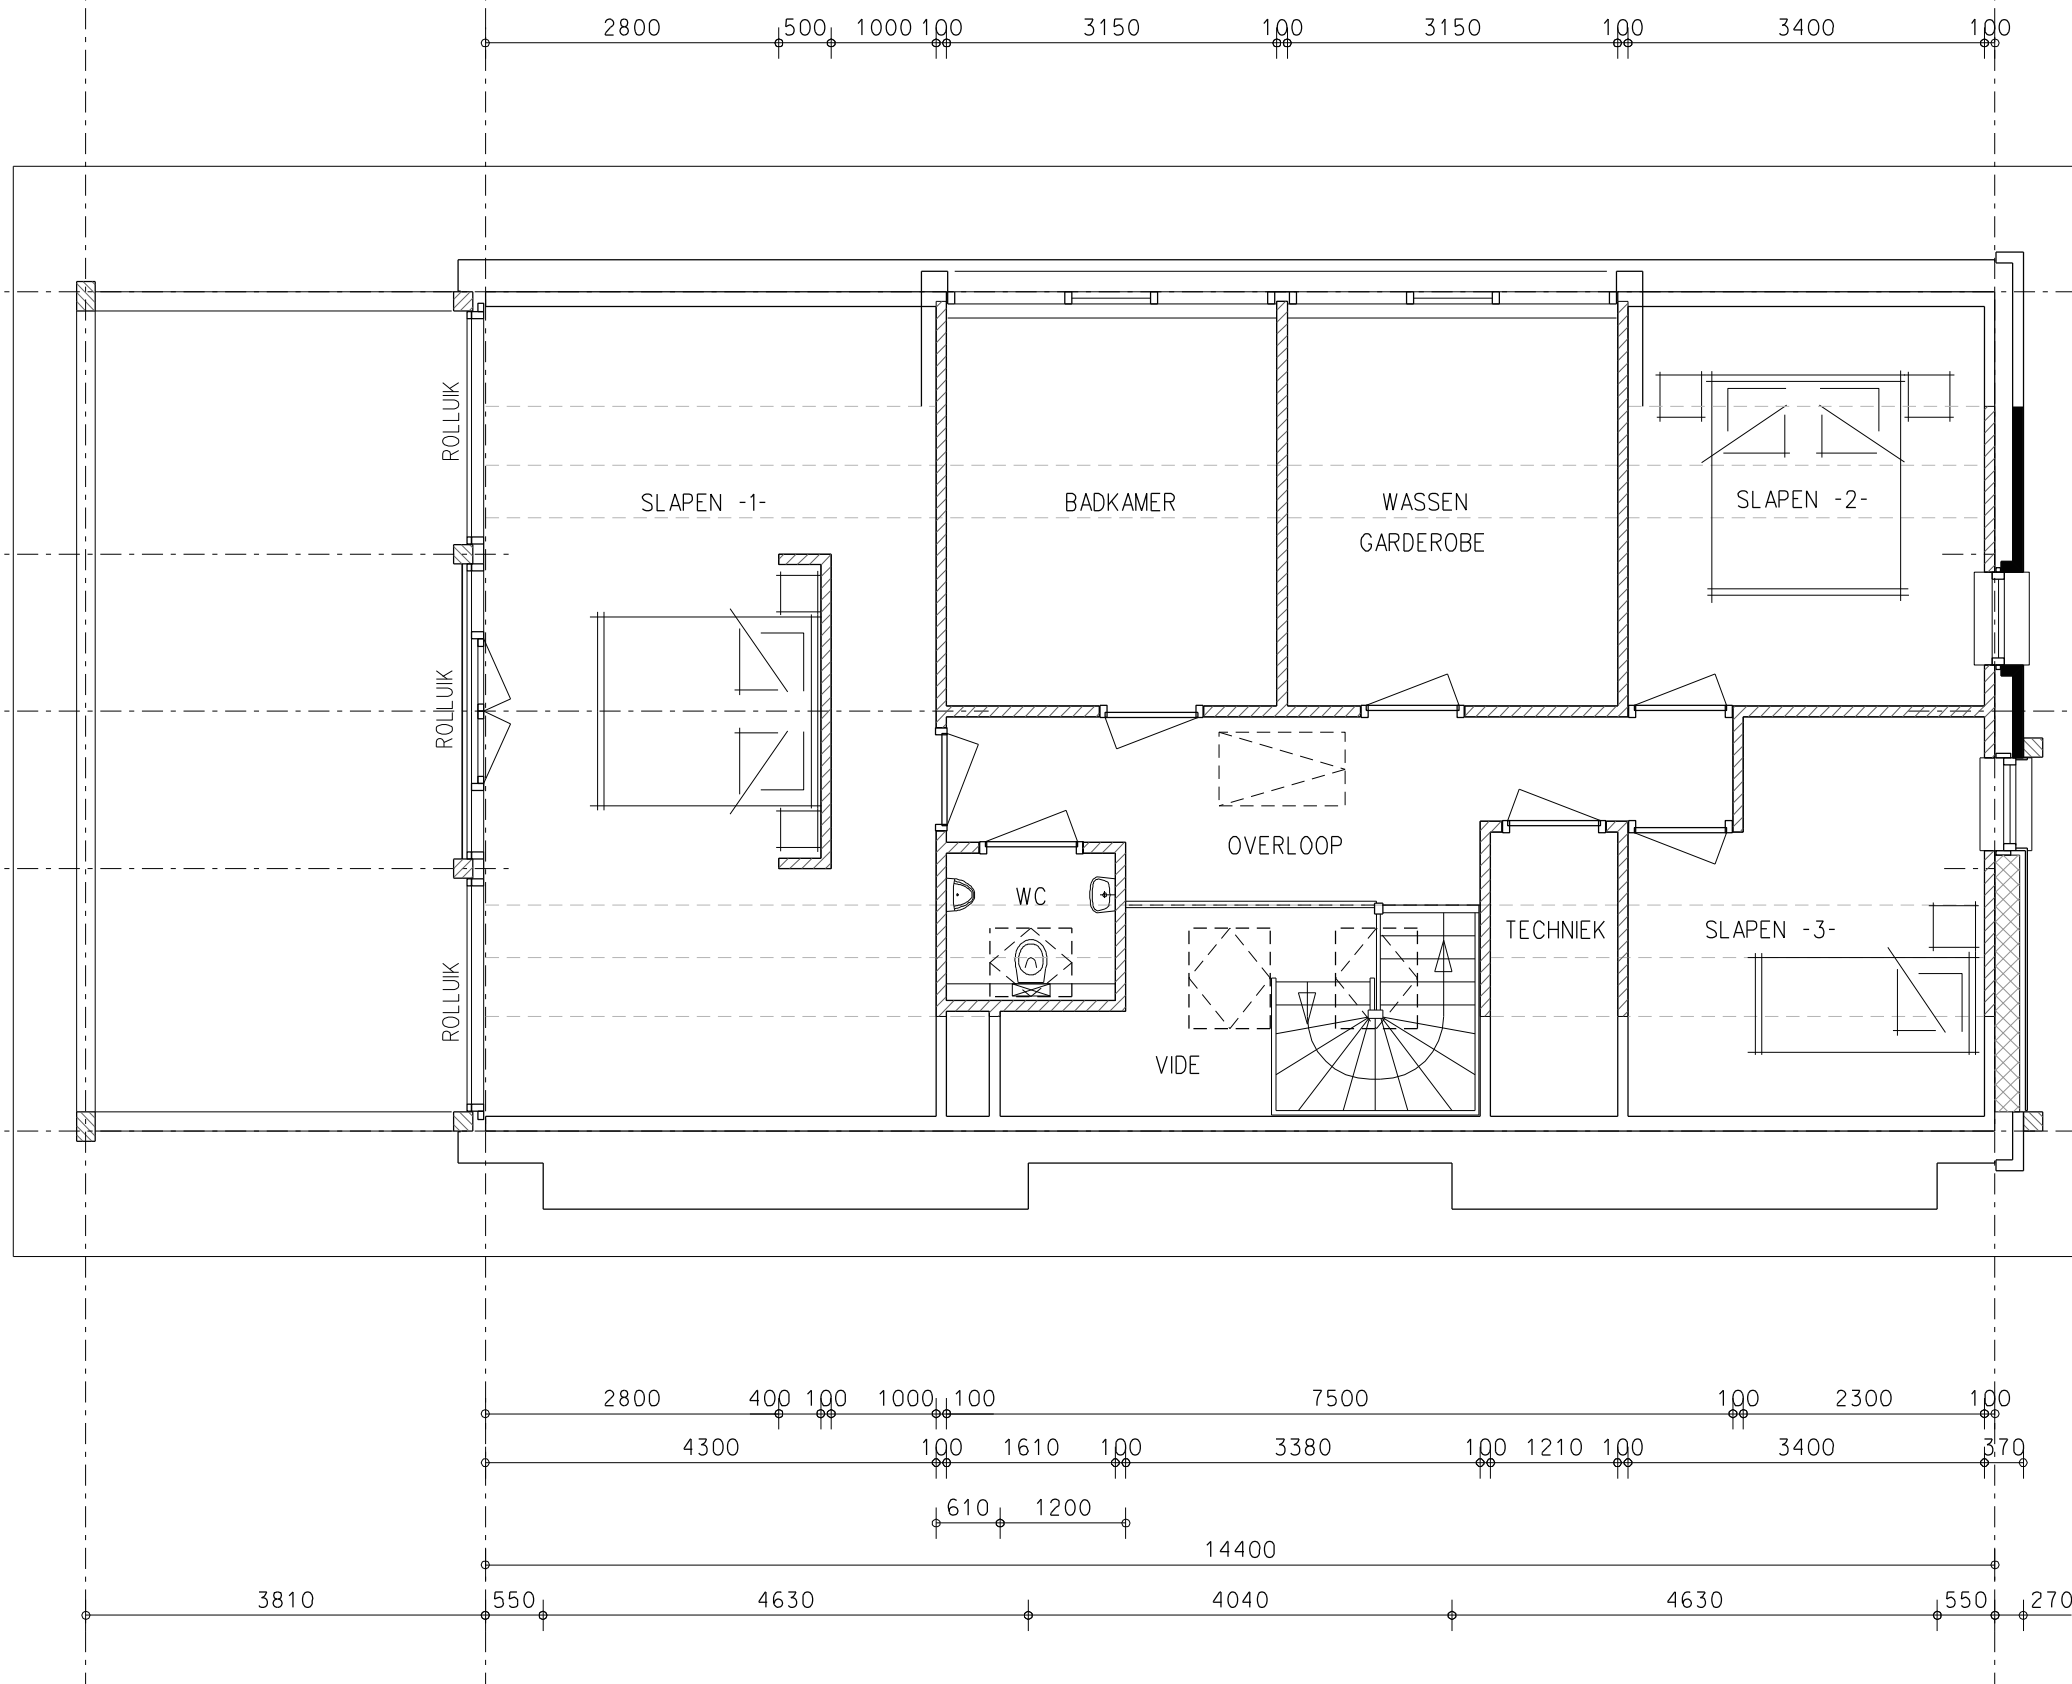 2800 500 1000 100 3150 100 3150 100 3400 100
ROLLUIK
SLAPEN -1-
BADKAMER
WASSEN
GARDEROBE
SLAPEN -2-
ROLLUIK
OVERLOOP
WC
TECHNIEK
SLAPEN -3-
ROLLUIK
VIDE
2800 400 100 1000 100 7500 100 2300 100
4300 100 1610 100 3380 100 1210 100 3400 370
610 1200
14400
3810 550 4630 4040 4630 550 270